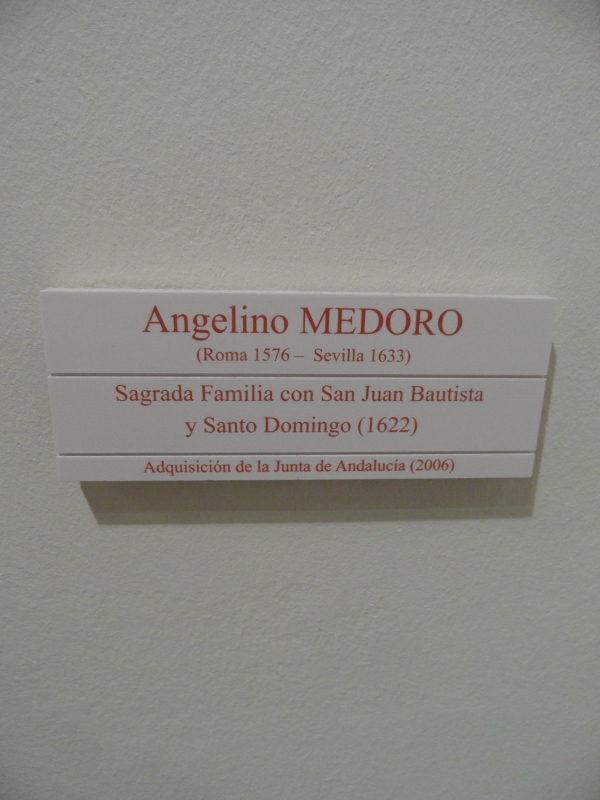 Angelino MEDORO
(Roma 1576 – Sevilla 1633)
Sagrada Familia con San Juan Bautista
y Santo Domingo (1622)
Adquisición de la Junta de Andalucía (2006)